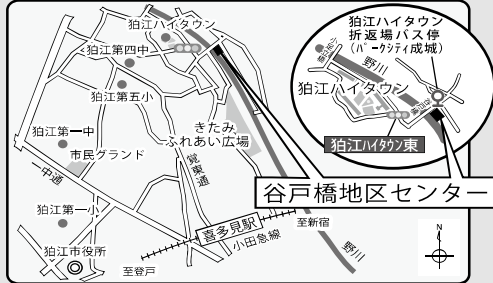 狛江ハイタウン
狛江第四中
狛江第五小
狛江第一中
市民グランド
一中通
狛江第一小
狛江市役所
きたみ
ふれあい広場
覚東通
喜多見駅
小田急線
至登戸
至新宿
野川
狛江ハイタウン
折返場バス停
(パークシティ成城)
野川
狛江ハイタウン
狛江ハイタウン東
谷戸橋地区センター
N